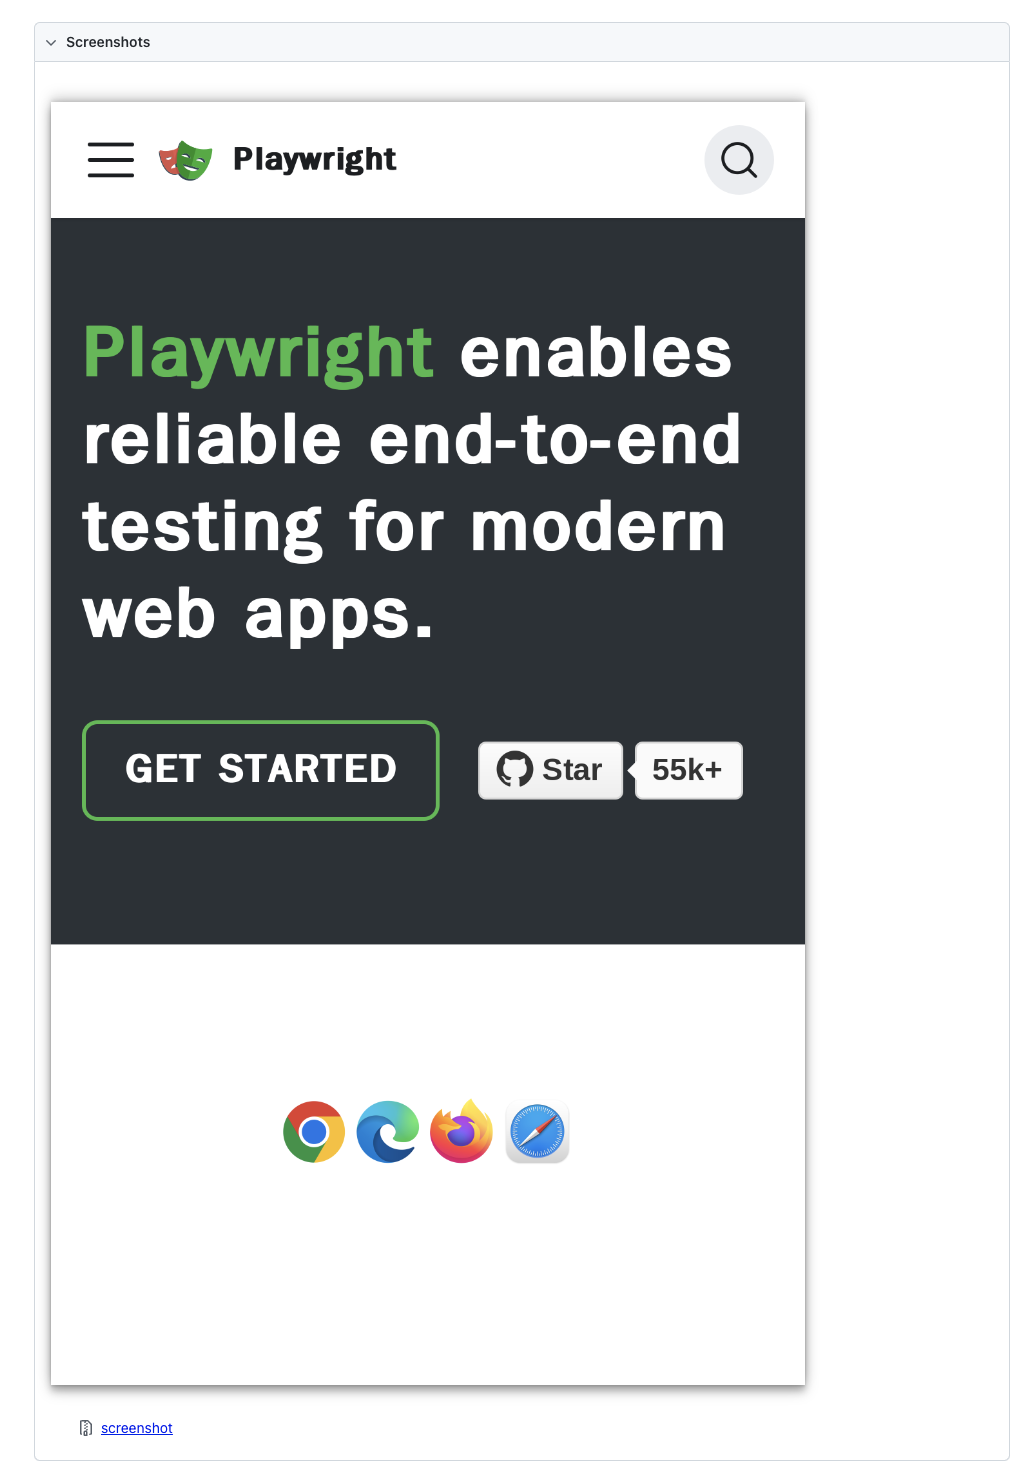 Screenshots
Playwright
Playwright enables
reliable end-to-end
testing for modern
web apps.
GET STARTED
Star
55k+
screenshot